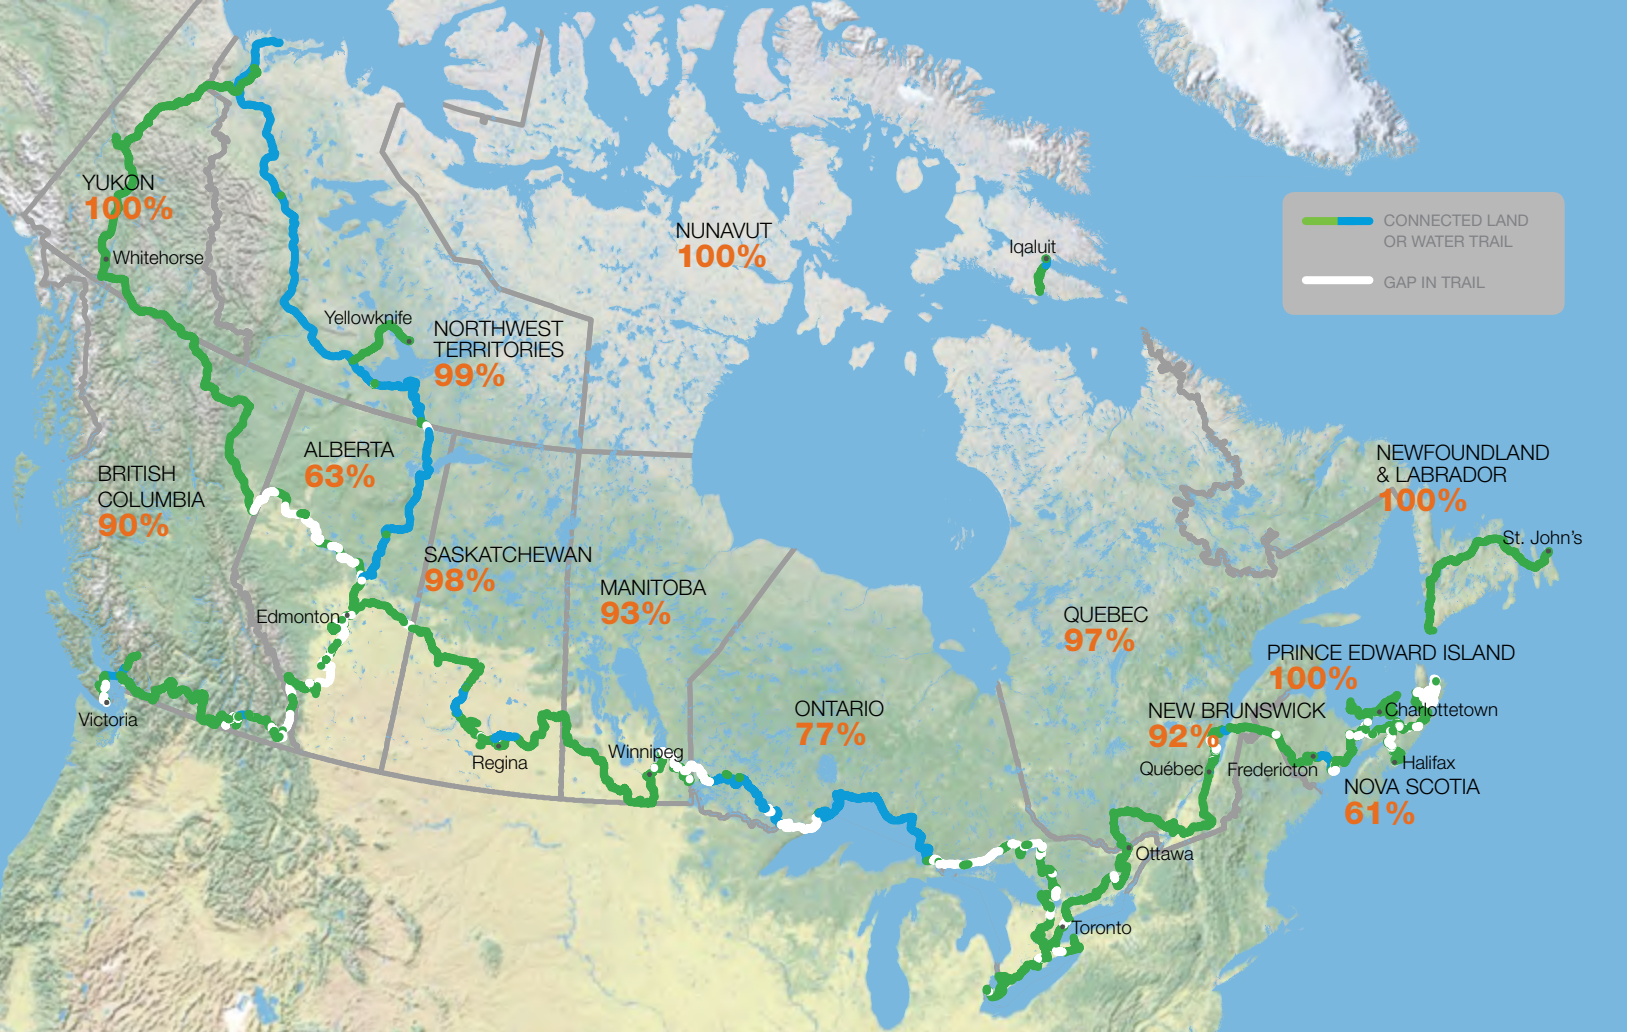 YUKON
100%
Whitehorse
NUNAVUT
100%
Iqaluit
CONNECTED LAND
OR WATER TRAIL
GAP IN TRAIL
Yellowknife
NORTHWEST
TERRITORIES
99%
BRITISH
COLUMBIA
90%
ALBERTA
63%
NEWFOUNDLAND
& LABRADOR
100%
St. John's
SASKATCHEWAN
98%
MANITOBA
93%
Edmonton
QUEBEC
97%
PRINCE EDWARD ISLAND
100%
Victoria
Regina
Winnipeg
ONTARIO
77%
NEW BRUNSWICK
92%
Charlottetown
Québec
Fredericton
Halifax
NOVA SCOTIA
61%
Ottawa
Toronto